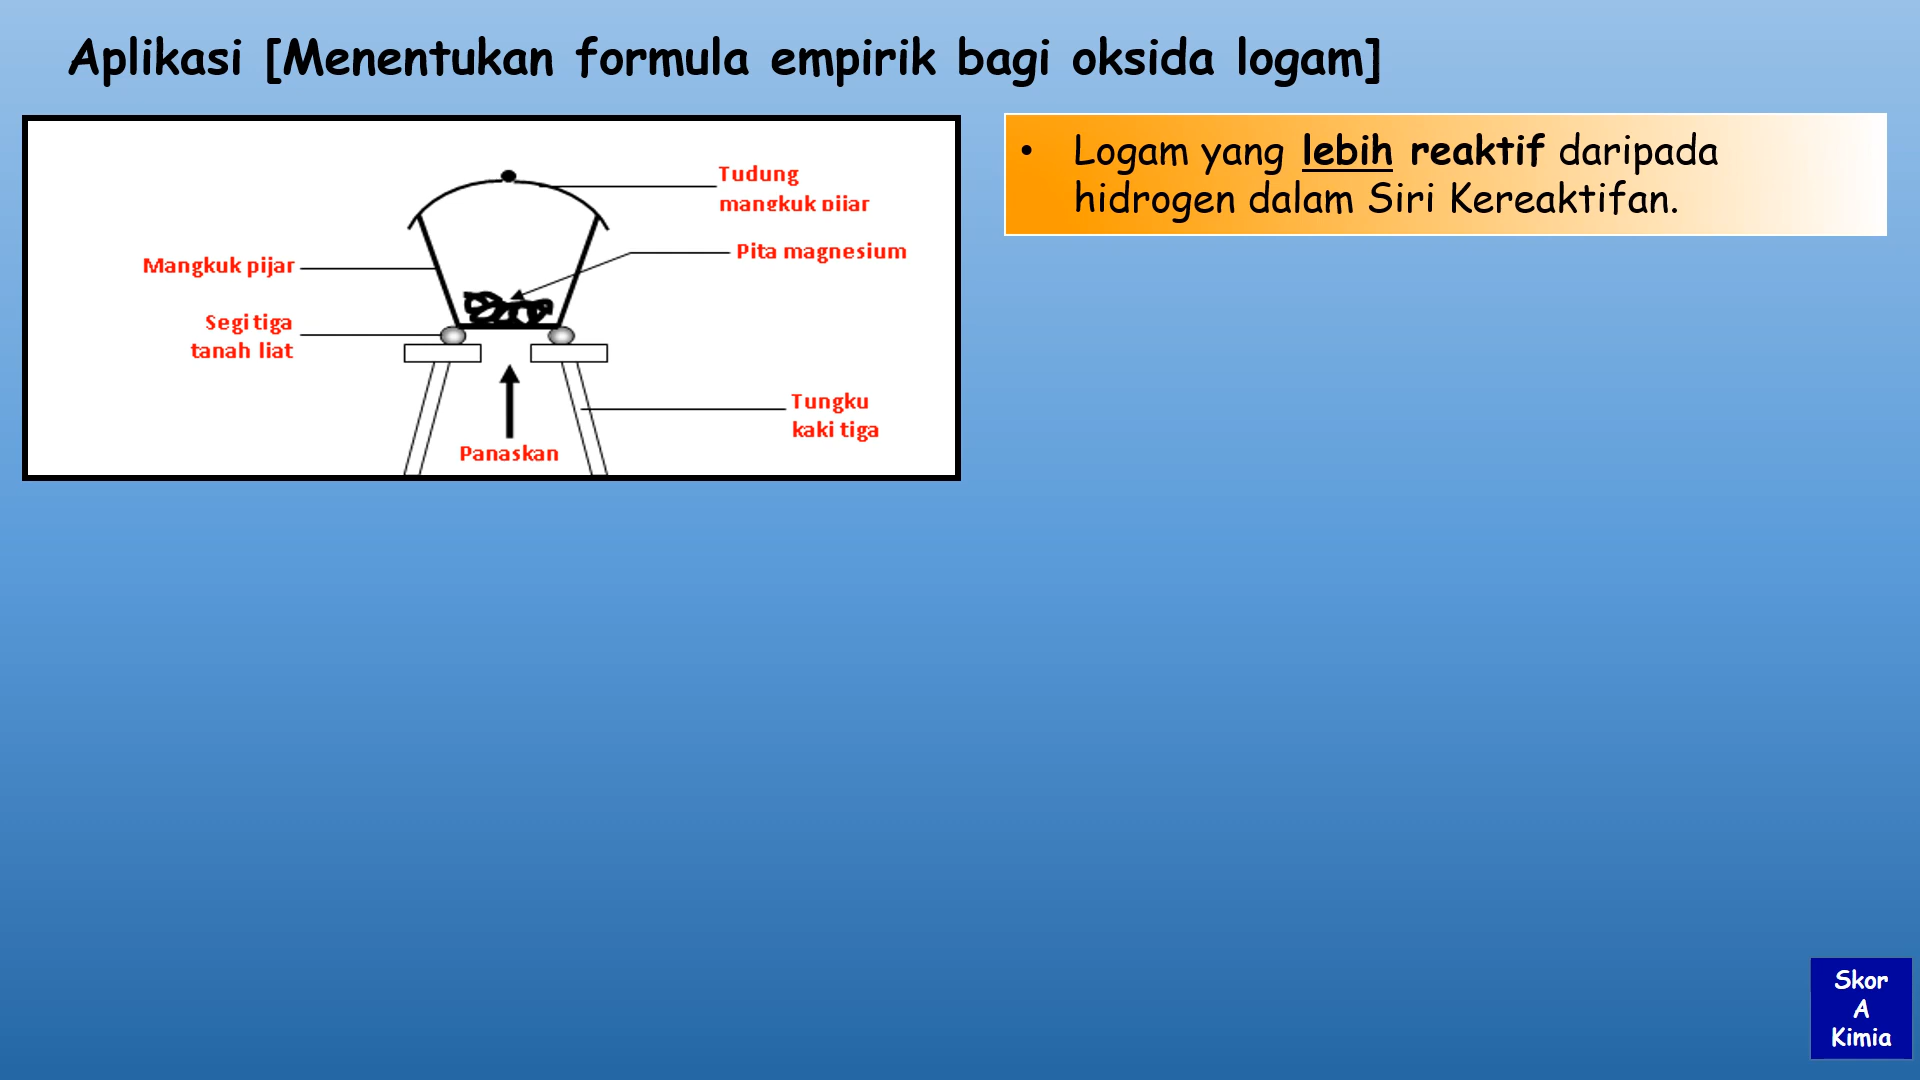 Aplikasi [Menentukan formula empirik bagi oksida logam]
Tudung
mangkuk pijar
Pita magnesium
Mangkuk pijar
Segi tiga
tanah liat
Tungku
kaki tiga
Panaskan
• Logam yang lebih reaktif daripada
hidrogen dalam Siri Kereaktifan.
Skor
A
Kimia